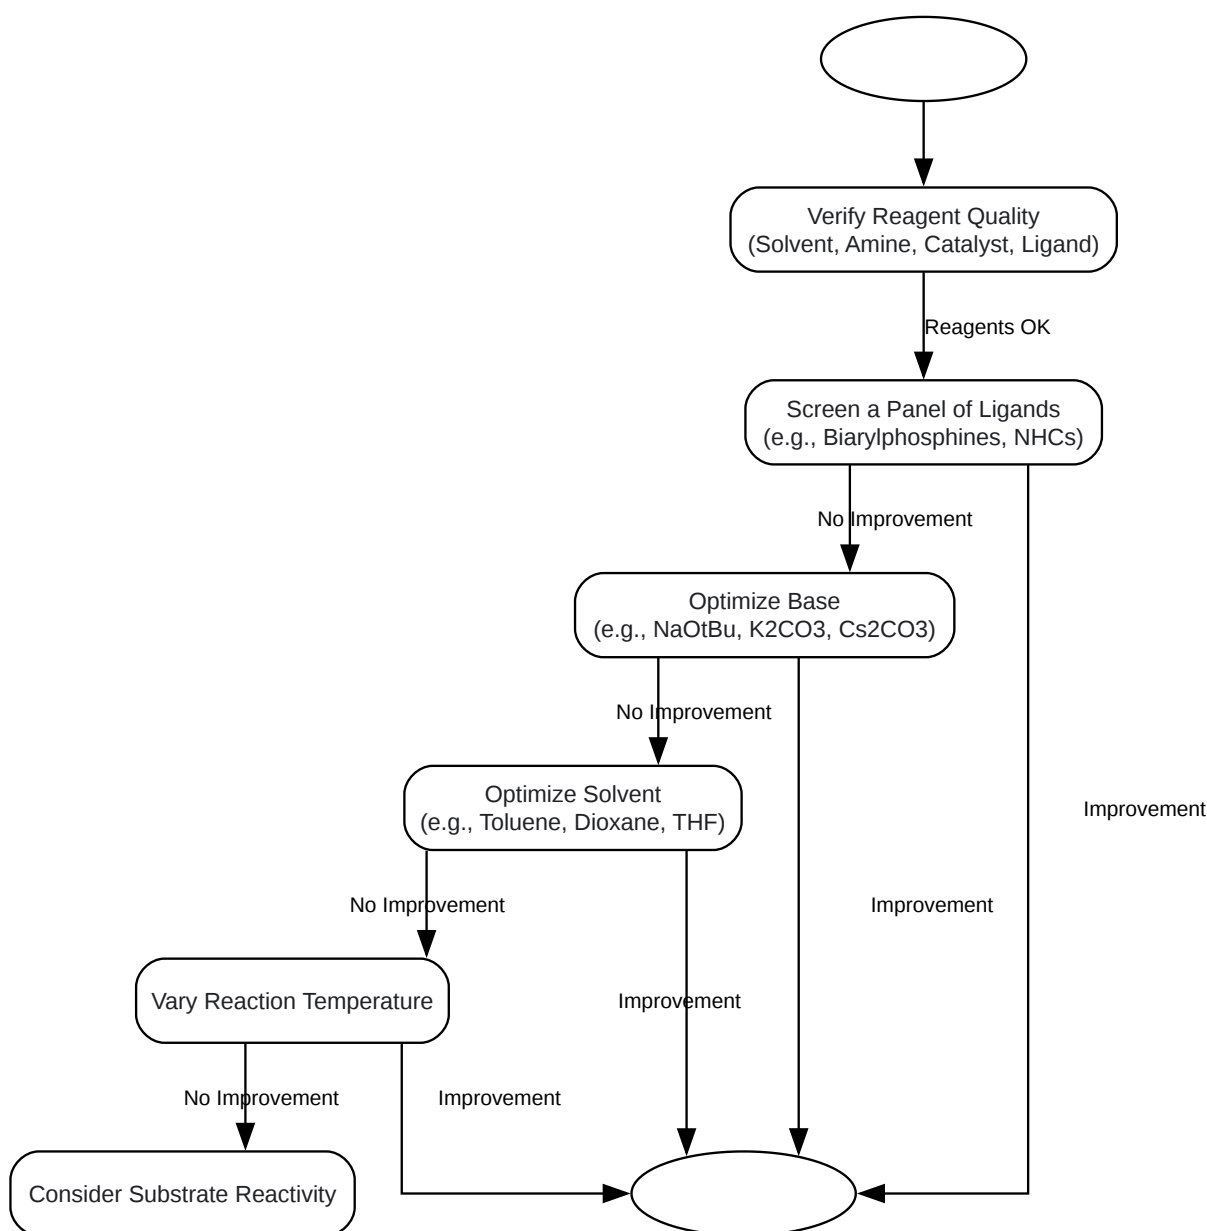 Verify Reagent Quality
(Solvent, Amine, Catalyst, Ligand)
Reagents OK
Screen a Panel of Ligands
(e.g., Biarylphosphines, NHCs)
No Improvement
Optimize Base
(e.g., NaOtBu, K2CO3, Cs2CO3)
No Improvement
Optimize Solvent
(e.g., Toluene, Dioxane, THF)
Improvement
No Improvement
Improvement
Vary Reaction Temperature
Improvement
No Improvement
Improvement
Consider Substrate Reactivity